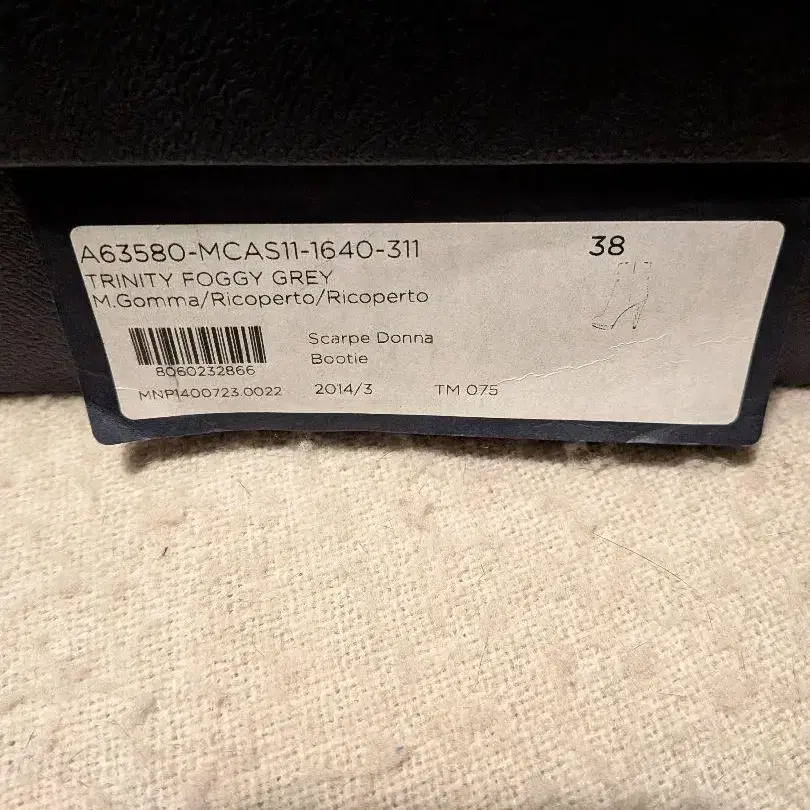 A63580-MCAS11-1640-311 38
TRINITY FOGGY GREY
M.Gomma/Ricoperto/Ricoperto
Scarpe Donna
8060232866 Bootie
MNP1400723.0022 2014/3 TM 075